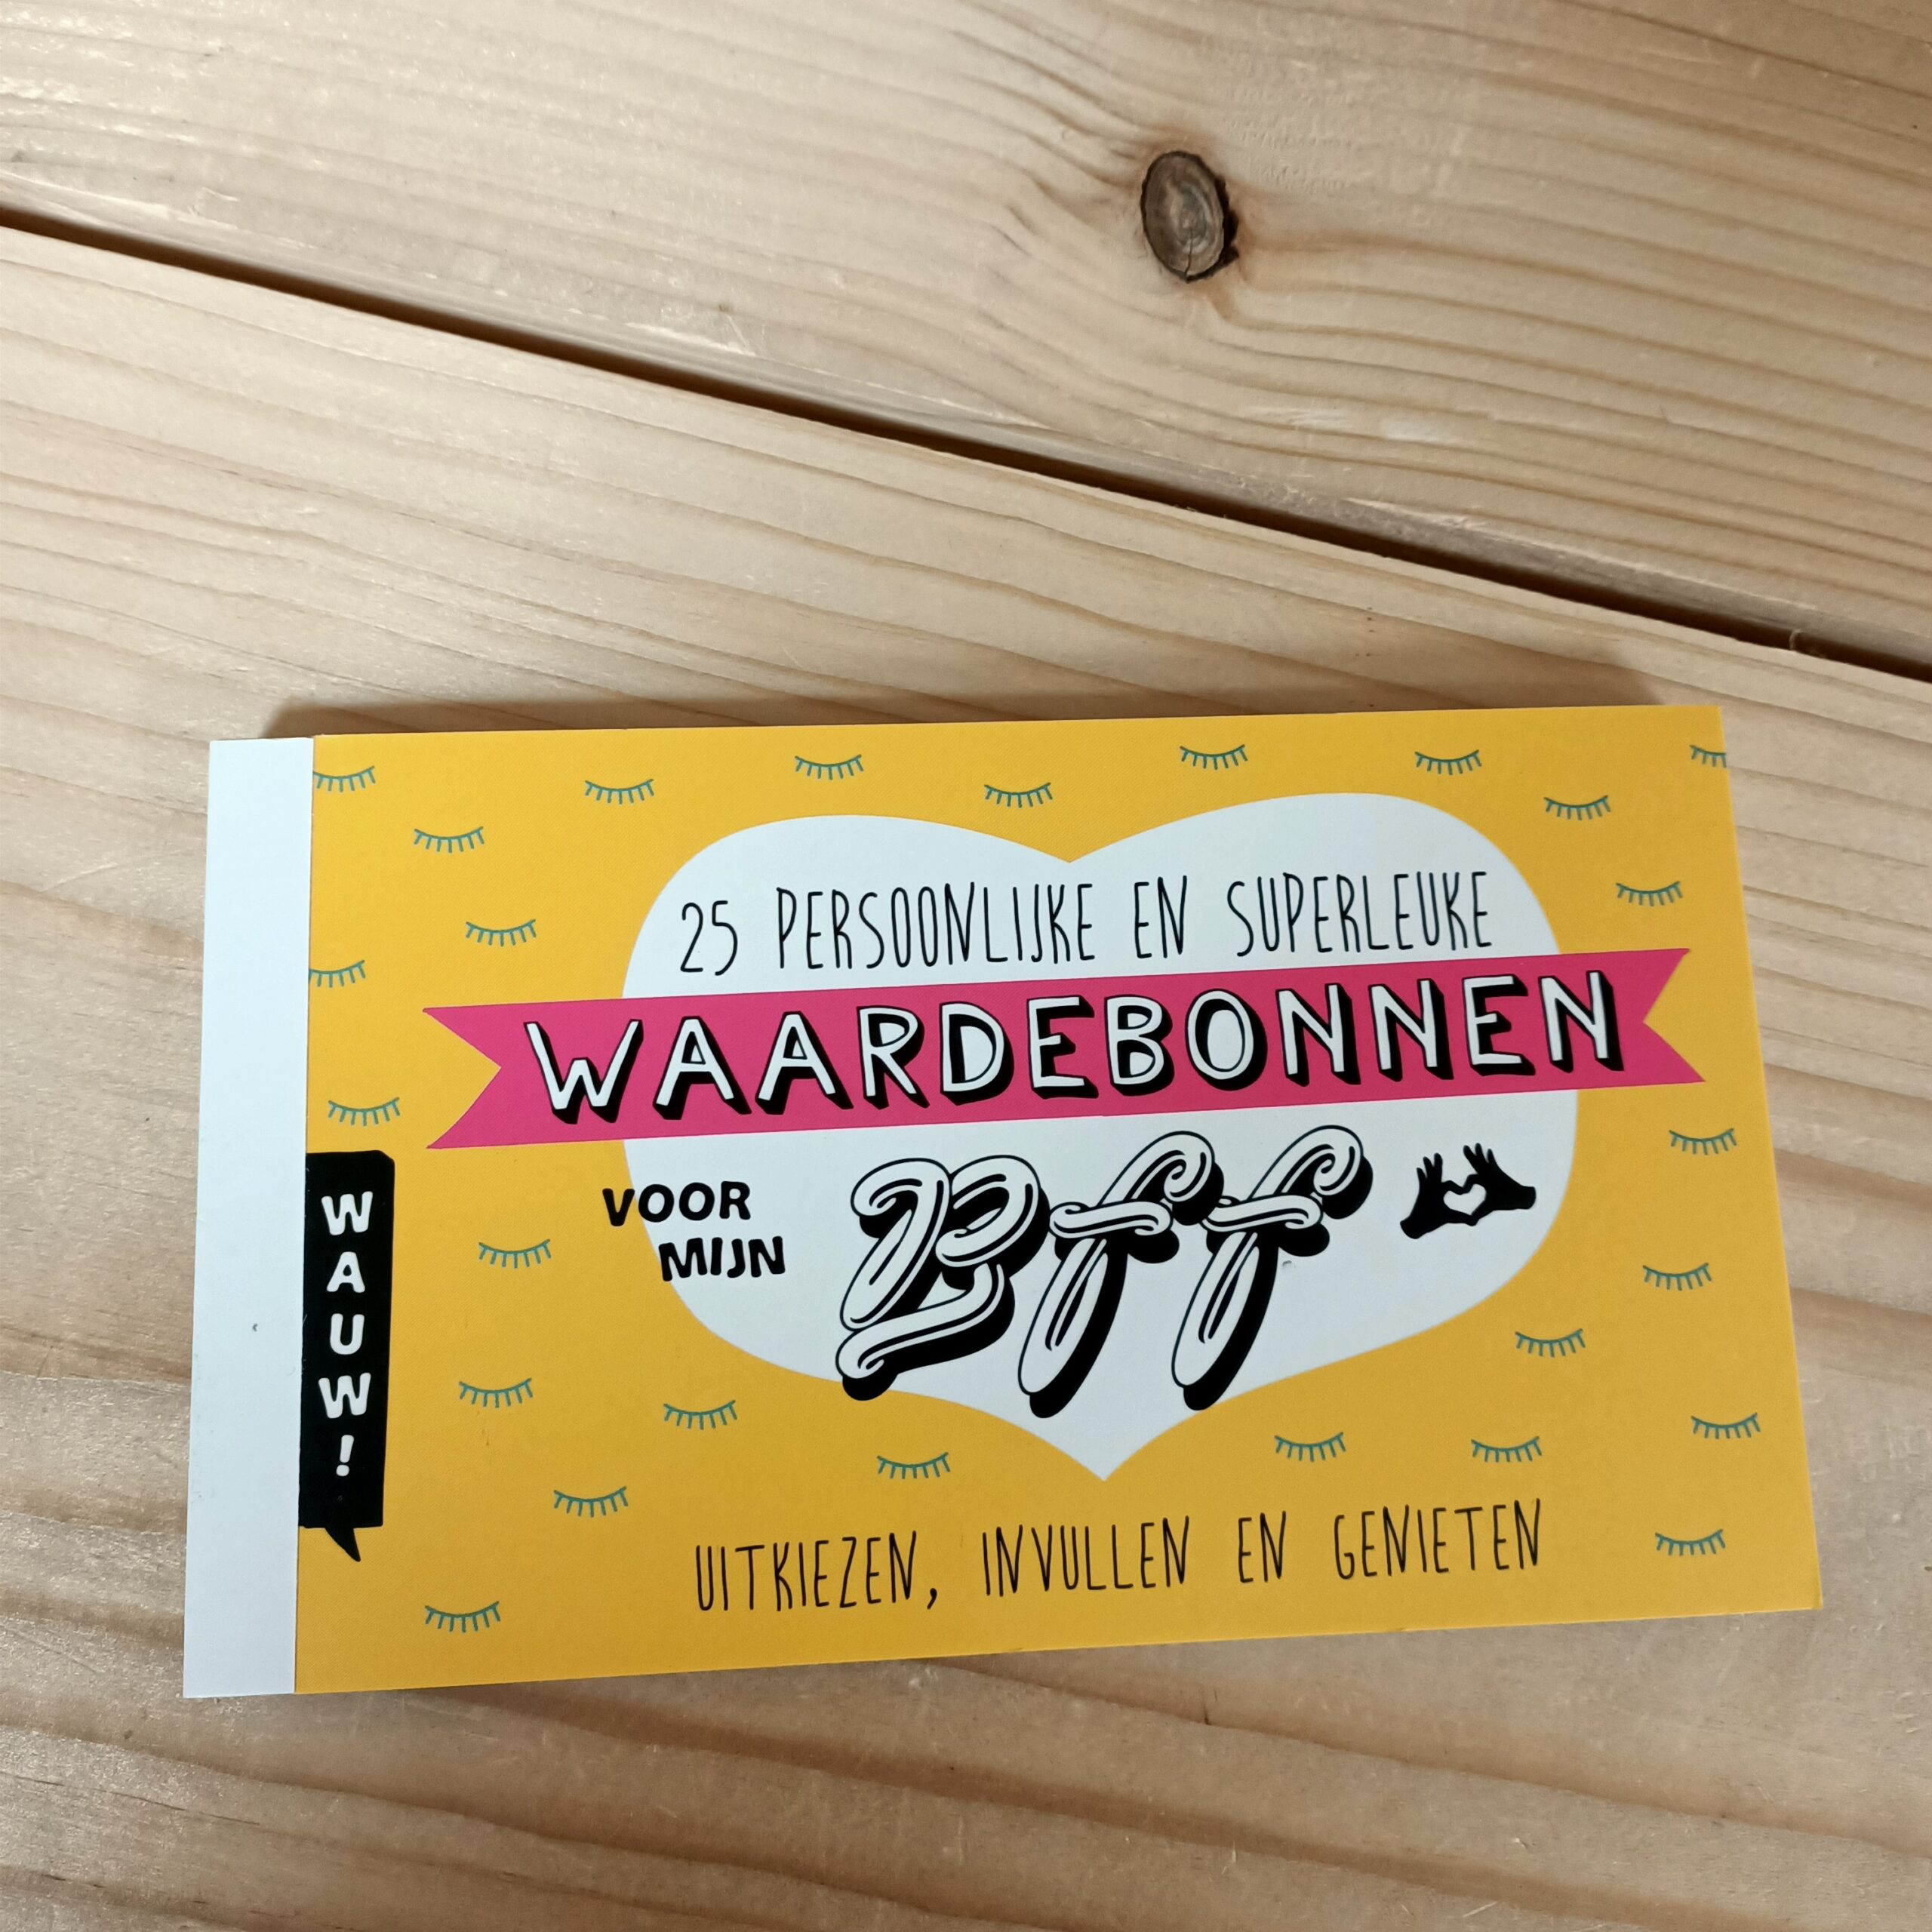 25 PERSOONLIJKE EN SUPERLEUKE
WAARDEBONNEN
VOOR
MIJN
Bff
WAUW!
UITKIEZEN, INVULLEN EN GENIETEN